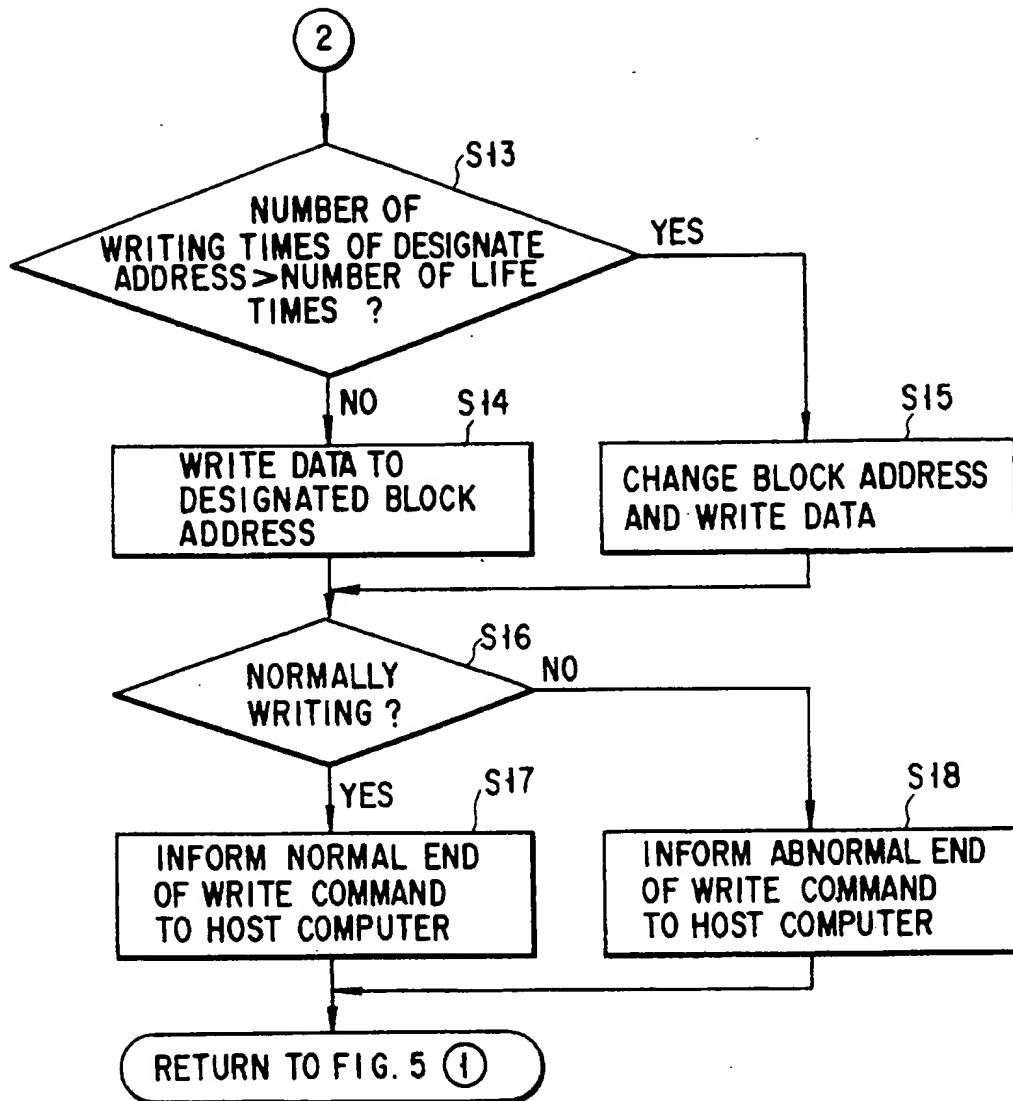 2
S13
NUMBER OF
WRITING TIMES OF DESIGNATE
ADDRESS>NUMBER OF LIFE
TIMES ?
YES
NO
S14
WRITE DATA TO
DESIGNATED BLOCK
ADDRESS
S15
CHANGE BLOCK ADDRESS
AND WRITE DATA
S16
NORMALLY
WRITING ?
NO
YES
S17
INFORM NORMAL END
OF WRITE COMMAND
TO HOST COMPUTER
S18
INFORM ABNORMAL END
OF WRITE COMMAND
TO HOST COMPUTER
RETURN TO FIG. 5 1